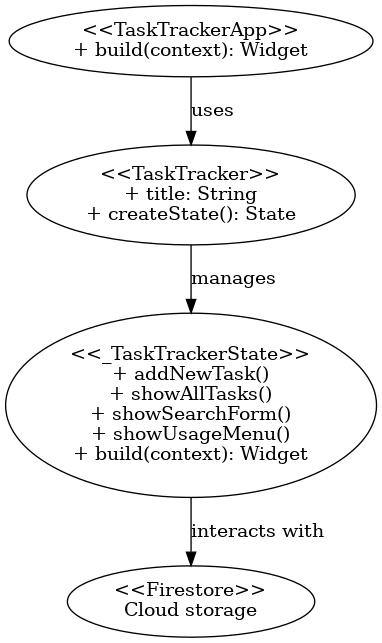 <<TaskTrackerApp>>
+ build(context): Widget
uses
<<TaskTracker>>
+ title: String
+ createState(): State
manages
<<_TaskTrackerState>>
+ addNewTask()
+ showAllTasks()
+ showSearchForm()
+ showUsageMenu()
+ build(context): Widget
interacts with
<<Firestore>>
Cloud storage